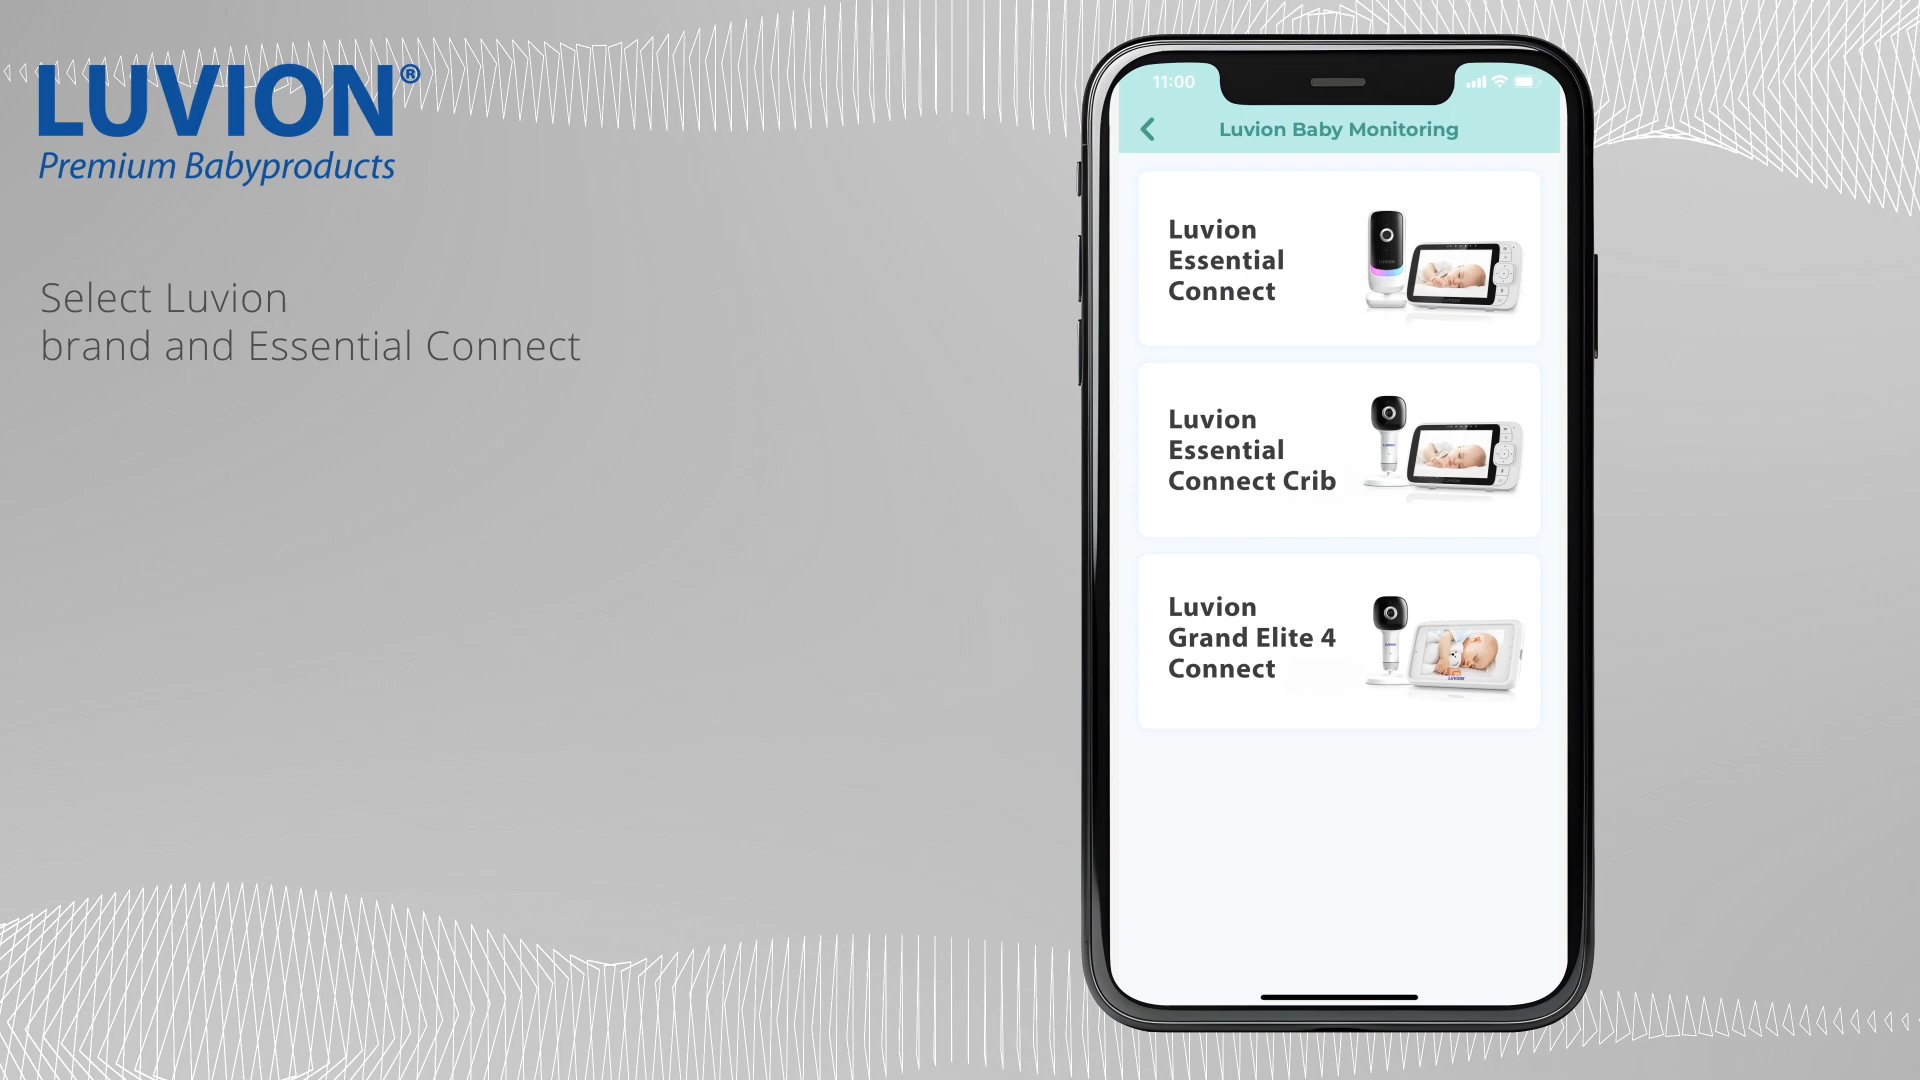 LUVION®
Premium Babyproducts
Select Luvion
brand and Essential Connect
11:00
Luvion Baby Monitoring
Luvion
Essential
Connect
Luvion
Essential
Connect Crib
Luvion
Grand Elite 4
Connect